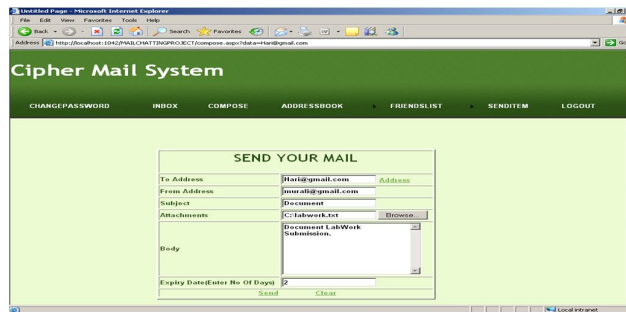 Untitled Page - Microsoft Internet Explorer
File Edit View Favorites Tools Help
Back Search Favorites
Address http://localhost:1042/MAILCHATTINGPROJECT/compose.aspx?data=Hari@gmail.com Go
Cipher Mail System
CHANGEPASSWORD INBOX COMPOSE ADDRESSBOOK FRIENDSLIST SENDITEM LOGOUT
SEND YOUR MAIL
To Address Hari@gmail.com Address
From Address murali@gmail.com
Subject Document
Attachments C:\labwork.txt Browse...
Body Document LabWork
Submission.
Expiry Date(Enter No Of Days) 2
Send Clear
Local intranet